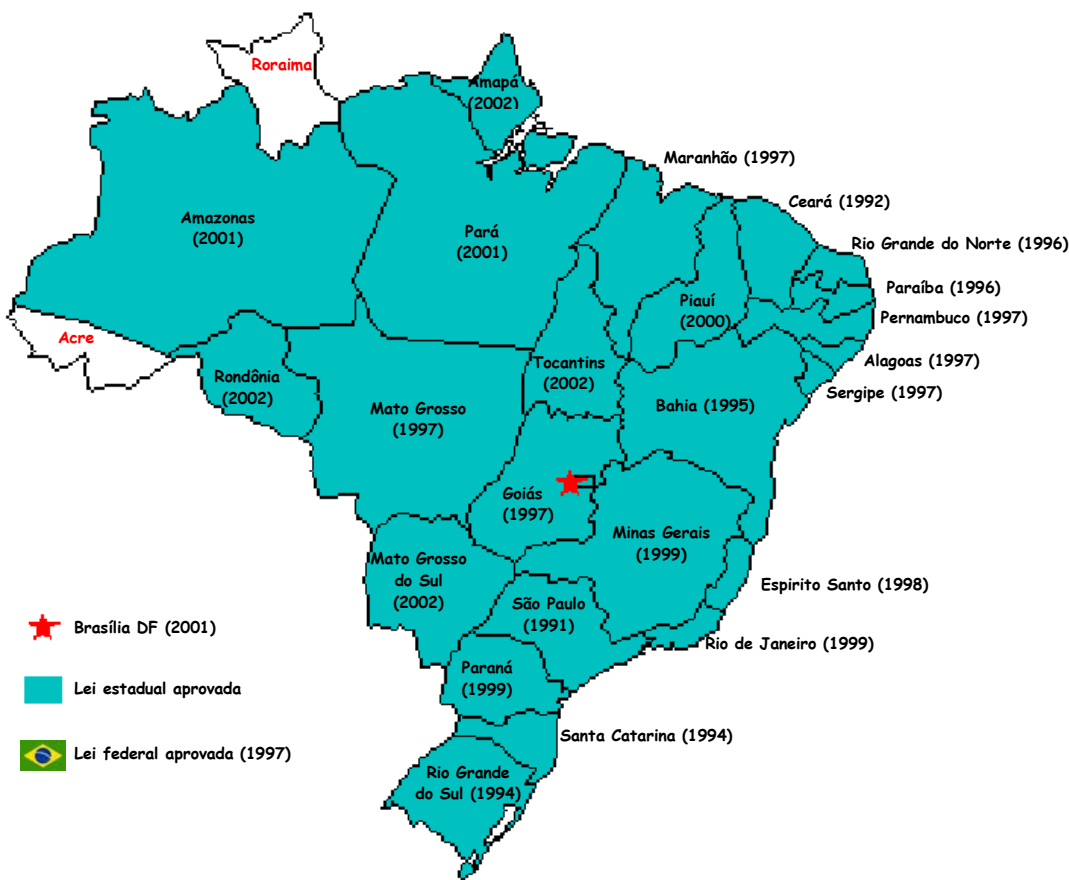 Roraima
Amapá
(2002)
Maranhão (1997)
Ceará (1992)
Amazonas
(2001)
Pará
(2001)
Rio Grande do Norte (1996)
Paraíba (1996)
Piauí
(2000)
Pernambuco (1997)
Acre
Alagoas (1997)
Tocantins
(2002)
Rondônia
(2002)
Sergipe (1997)
Mato Grosso
(1997)
Bahia (1995)
Goiás
(1997)
Minas Gerais
(1999)
Mato Grosso
do Sul
(2002)
Espirito Santo (1998)
São Paulo
(1991)
Brasília DF (2001)
Rio de Janeiro (1999)
Paraná
(1999)
Lei estadual aprovada
Santa Catarina (1994)
Lei federal aprovada (1997)
Rio Grande
do Sul (1994)